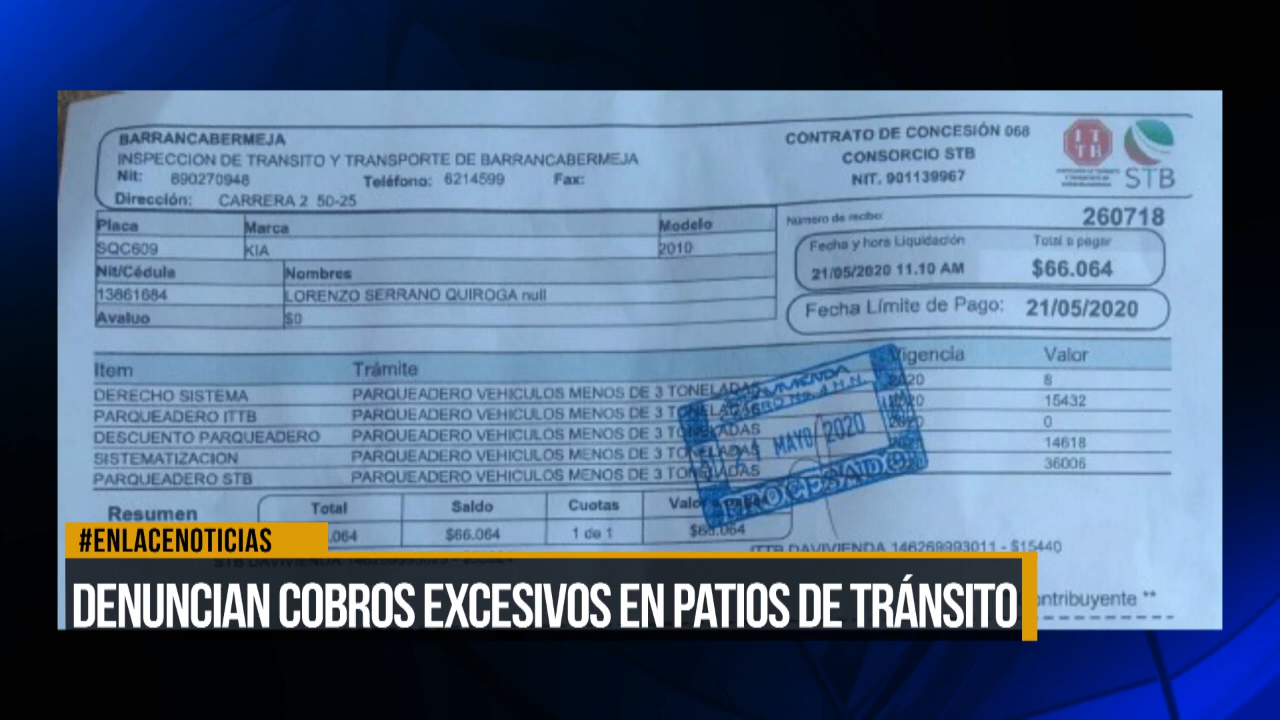 BARRANCABERMEJA
INSPECCION DE TRANSITO Y TRANSPORTE DE BARRANCABERMEJA
Nit: 890270948 Teléfono: 6214599 Fax:
Dirección: CARRERA 2 50-25
CONTRATO DE CONCESIÓN 068
CONSORCIO STB
NIT. 901139967
STB
Placa Marca Modelo
SQC609 KIA 2010
Nit/Cédula Nombres
13861684 LORENZO SERRANO QUIROGA null
Avaluo $0
Número de recibo: 260718
Fecha y hora Liquidación Total a pagar
21/05/2020 11.10 AM $66.064
Fecha Límite de Pago: 21/05/2020
Item Trámite Vigencia Valor
DERECHO SISTEMA PARQUEADERO VEHICULOS MENOS DE 3 TONELADAS 2020 8
PARQUEADERO ITTB PARQUEADERO VEHICULOS MENOS DE 3 TONELADAS 2020 15432
DESCUENTO PARQUEADERO PARQUEADERO VEHICULOS MENOS DE 3 TONELADAS 0
SISTEMATIZACION PARQUEADERO VEHICULOS MENOS DE 3 TONELADAS 14618
PARQUEADERO STB PARQUEADERO VEHICULOS MENOS DE 3 TONELADAS 36006
MAYO 2020
PROCESADO
Resumen Total Saldo Cuotas
.064 $66.064 1 de 1 $66.064
ITTB DAVIVIENDA 146269993011 - $15440
#ENLACENOTICIAS
DENUNCIAN COBROS EXCESIVOS EN PATIOS DE TRÁNSITO
ontribuyente **